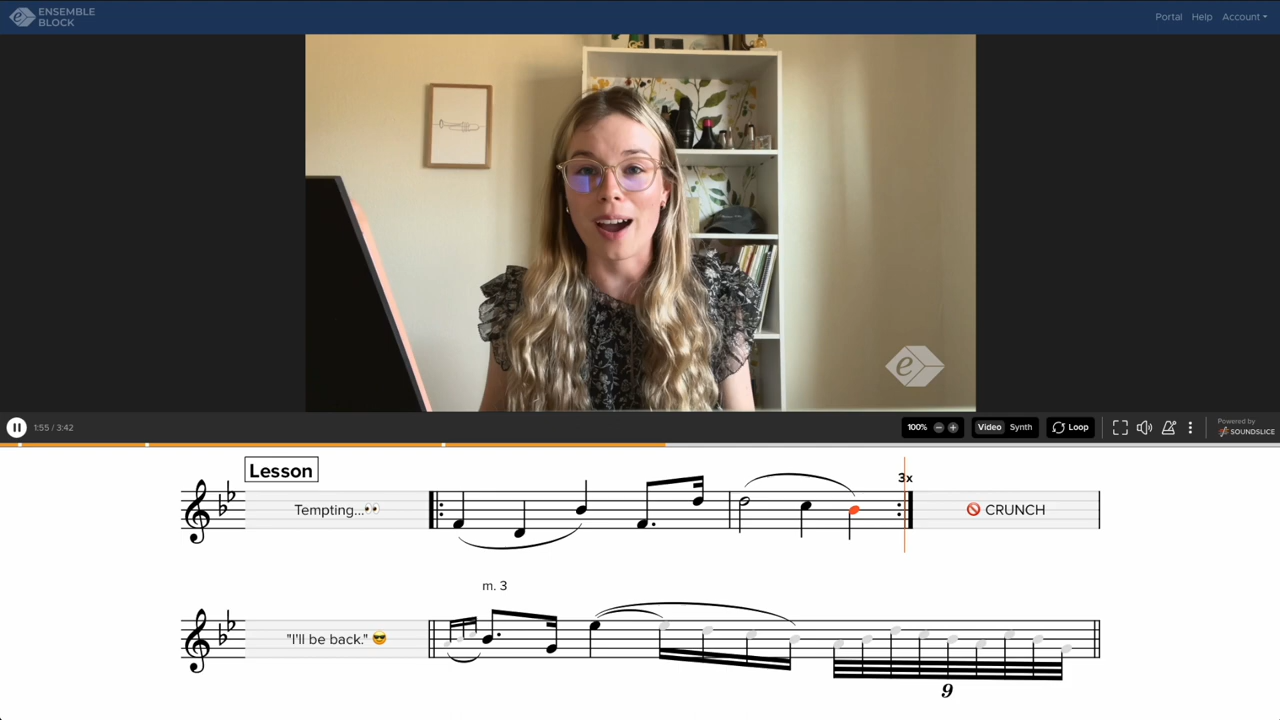 ENSEMBLE
BLOCK
Portal Help Account
e
1:55 / 3:42
100%
Video Synth
Loop
Powered by
SOUNDSLICE
Lesson
3x
Tempting...👀
🚫 CRUNCH
m. 3
"I'll be back." 😎
9